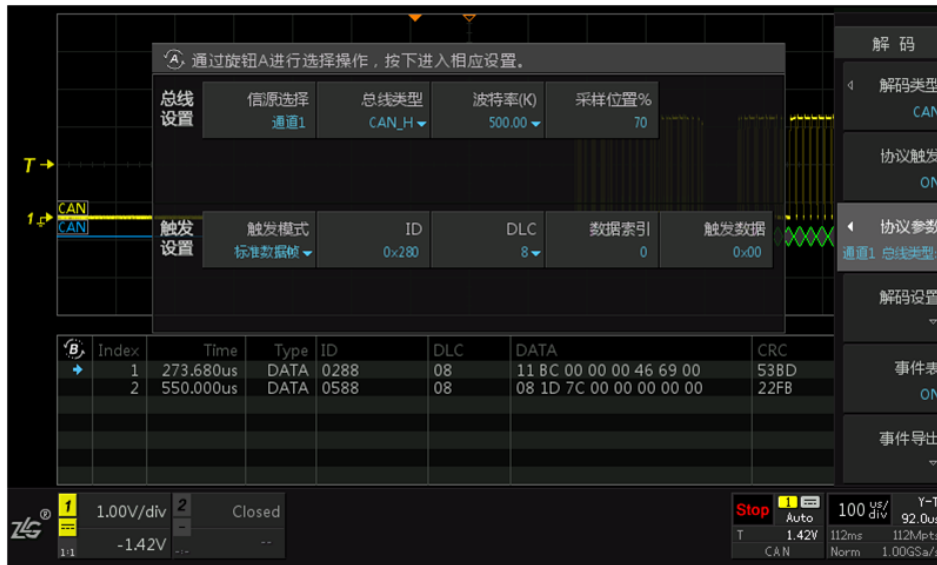 解 码
A 通过旋钮A进行选择操作，按下进入相应设置。
总线设置 信源选择 总线类型 波特率(K) 采样位置%
通道1 CAN_H 500.00 70
解码类型
CAN
协议触发
ON
T
CAN
1
CAN
触发设置 触发模式 ID DLC 数据索引 触发数据
标准数据帧 0x280 8 0 0x00
协议参数
通道1 总线类型:
解码设置
B Index Time Type ID DLC DATA CRC
1 273.680us DATA 0288 08 11 BC 00 00 00 46 69 00 53BD
2 550.000us DATA 0588 08 08 1D 7C 00 00 00 00 00 22FB
事件表
ON
事件导出
ZLG®
1 1.00V/div 2 Closed
1:1 -1.42V -- --
Stop 1 Auto
T 1.42V
CAN
100 us/div Y-T
92.0us
112ms 112Mpts
Norm 1.00GSa/s